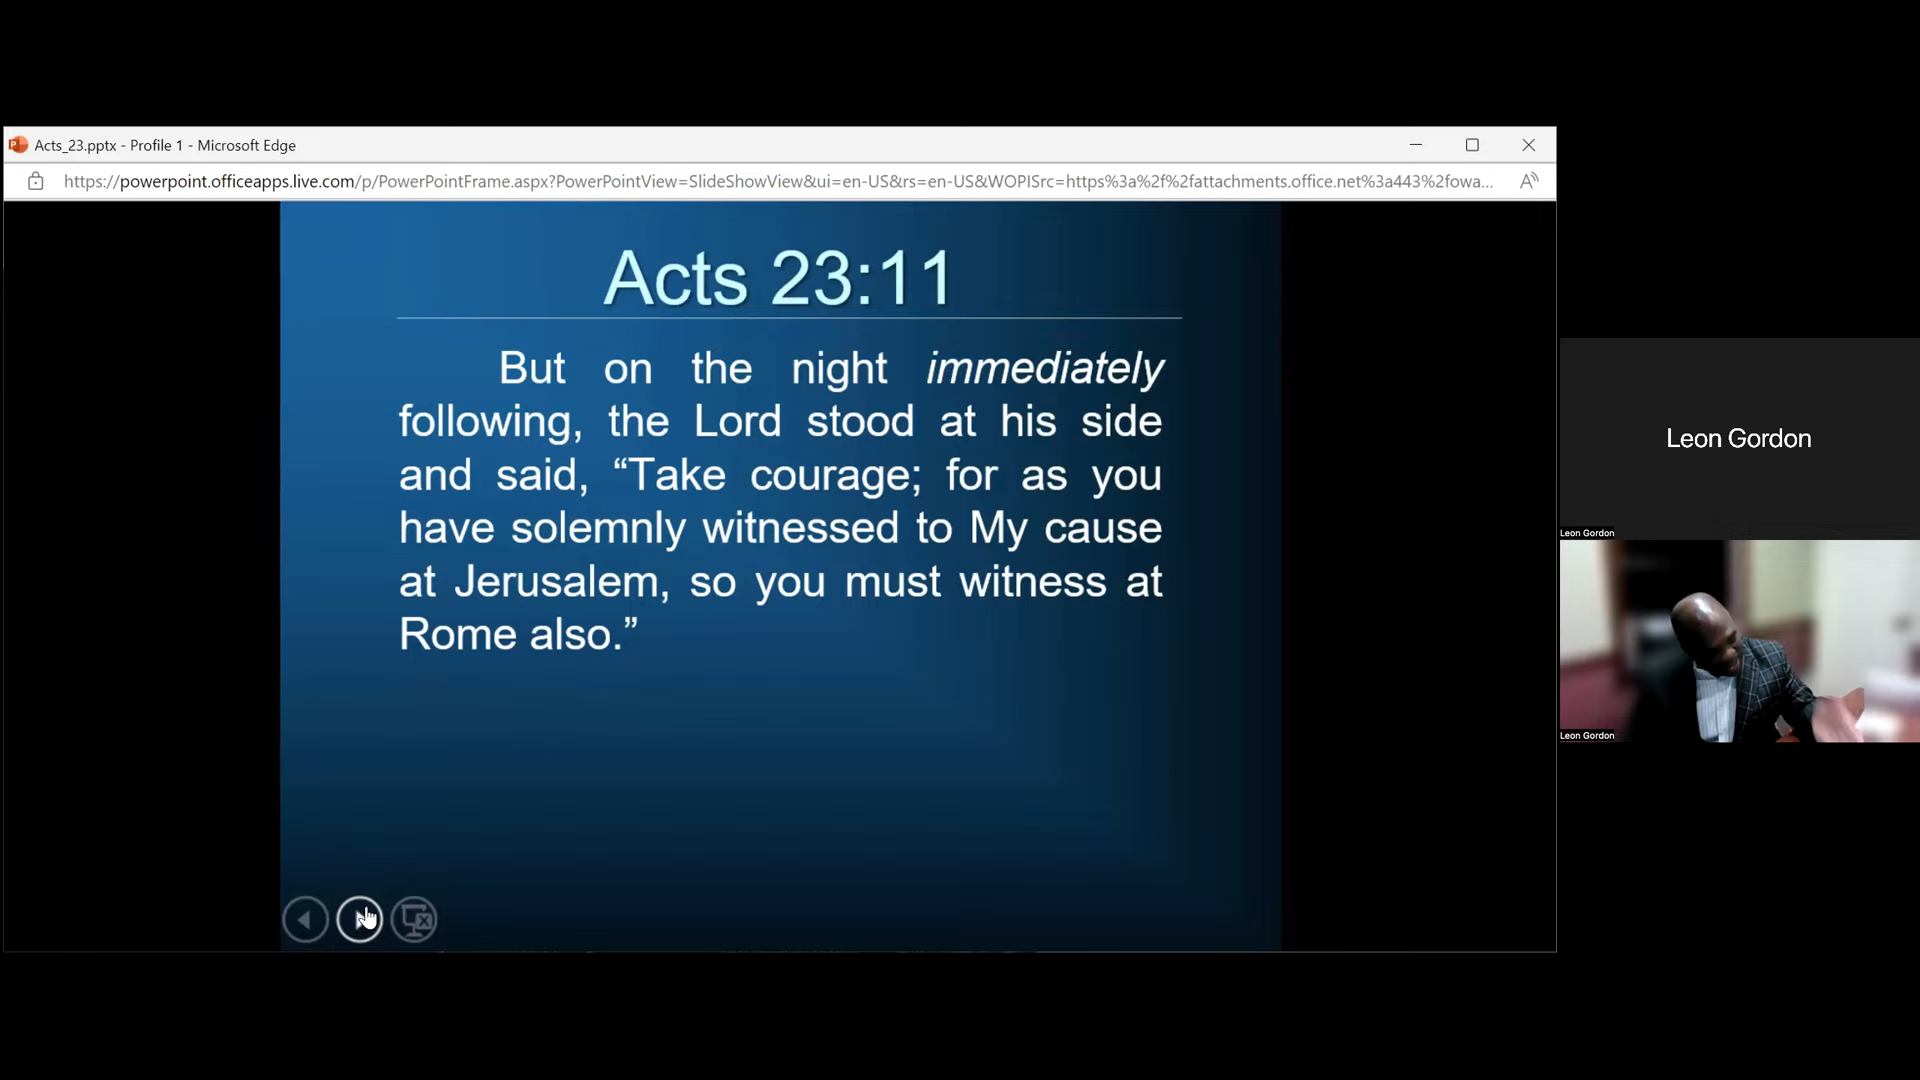 Acts_23.pptx - Profile 1 - Microsoft Edge
https://powerpoint.officeapps.live.com/p/PowerPointFrame.aspx?PowerPointView=SlideShowView&ui=en-US&rs=en-US&WOPISrc=https%3a%2f%2fattachments.office.net%3a443%2fowa...
Acts 23:11
But on the night immediately
following, the Lord stood at his side
and said, “Take courage; for as you
have solemnly witnessed to My cause
at Jerusalem, so you must witness at
Rome also.”
Leon Gordon
Leon Gordon
Leon Gordon